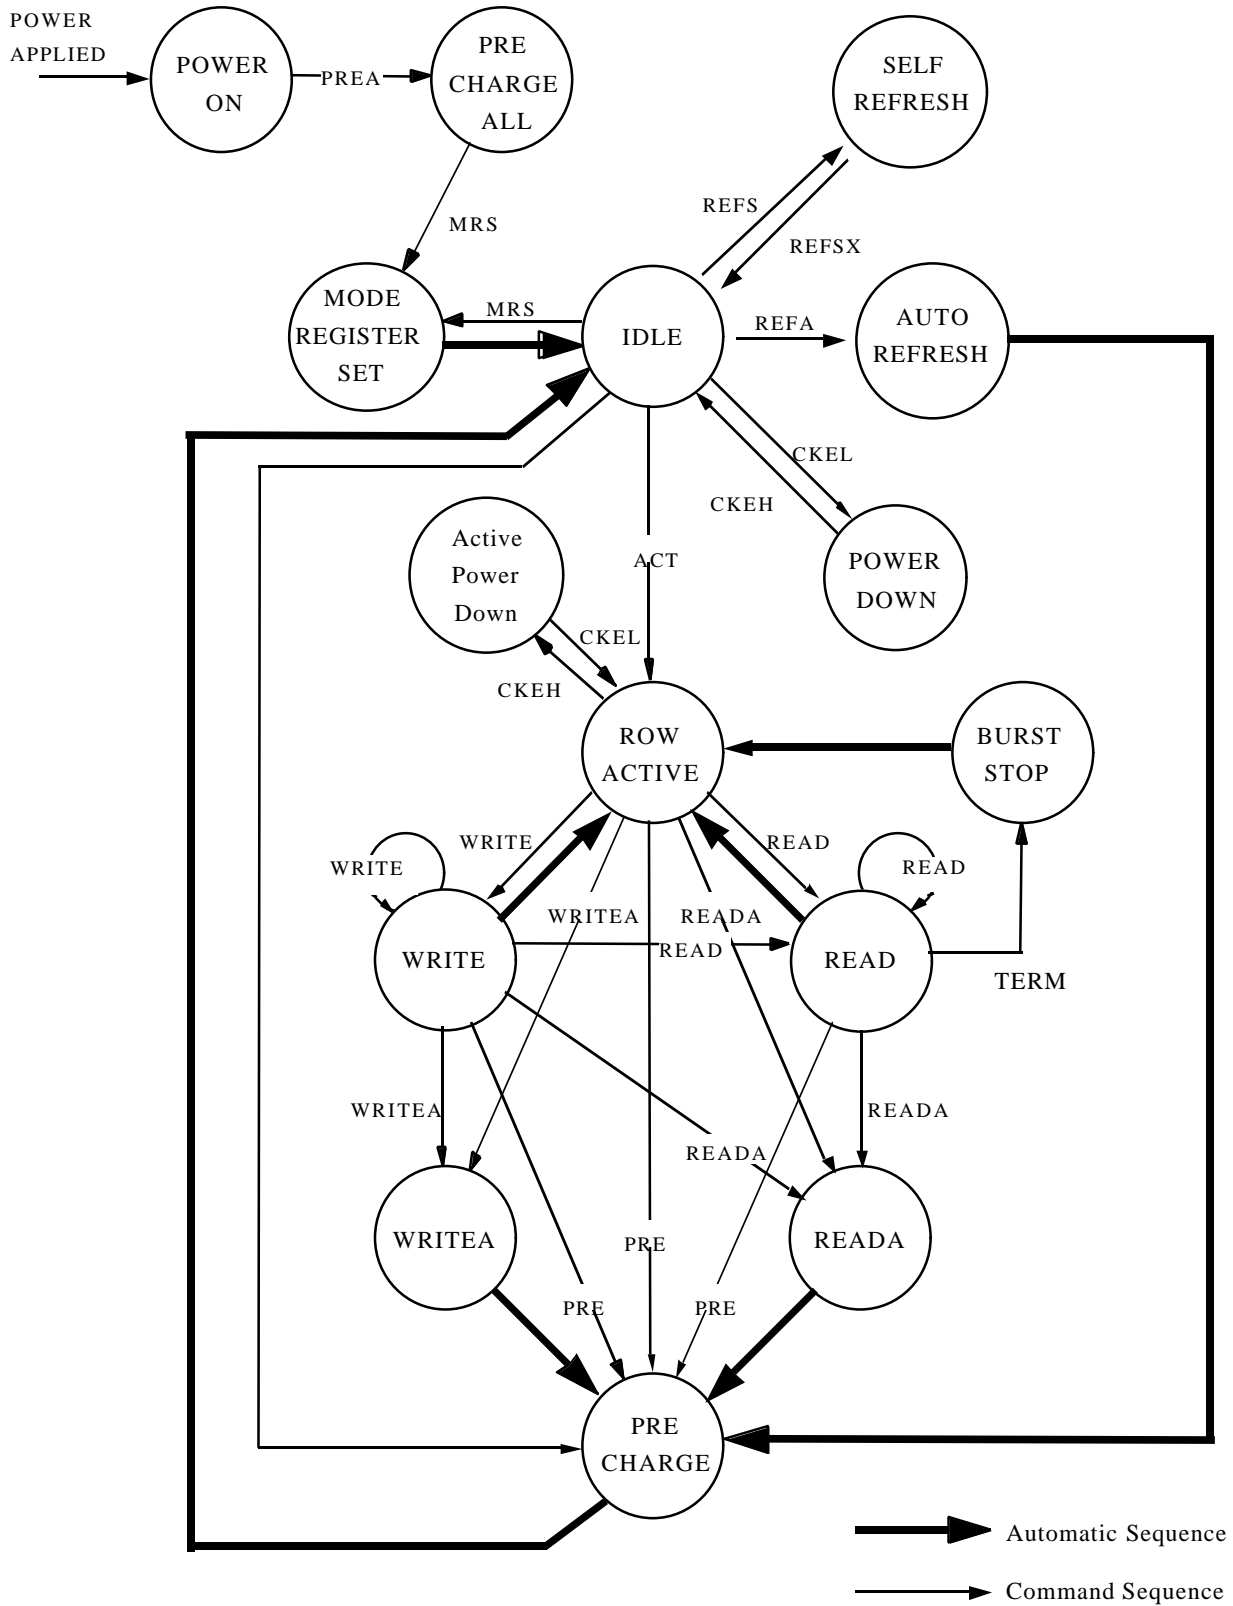 POWER
APPLIED
POWER
ON
PREA
PRE
CHARGE
ALL
SELF
REFRESH
MRS
REFS
REFSX
MODE
REGISTER
SET
MRS
IDLE
REFA
AUTO
REFRESH
CKEL
CKEH
Active
Power
Down
ACT
POWER
DOWN
CKEL
CKEH
ROW
ACTIVE
BURST
STOP
WRITE
READ
WRITE
READ
WRITEA
READA
WRITE
READ
READ
TERM
WRITEA
READA
READA
WRITEA
READA
PRE
PRE
PRE
PRE
CHARGE
Automatic Sequence
Command Sequence